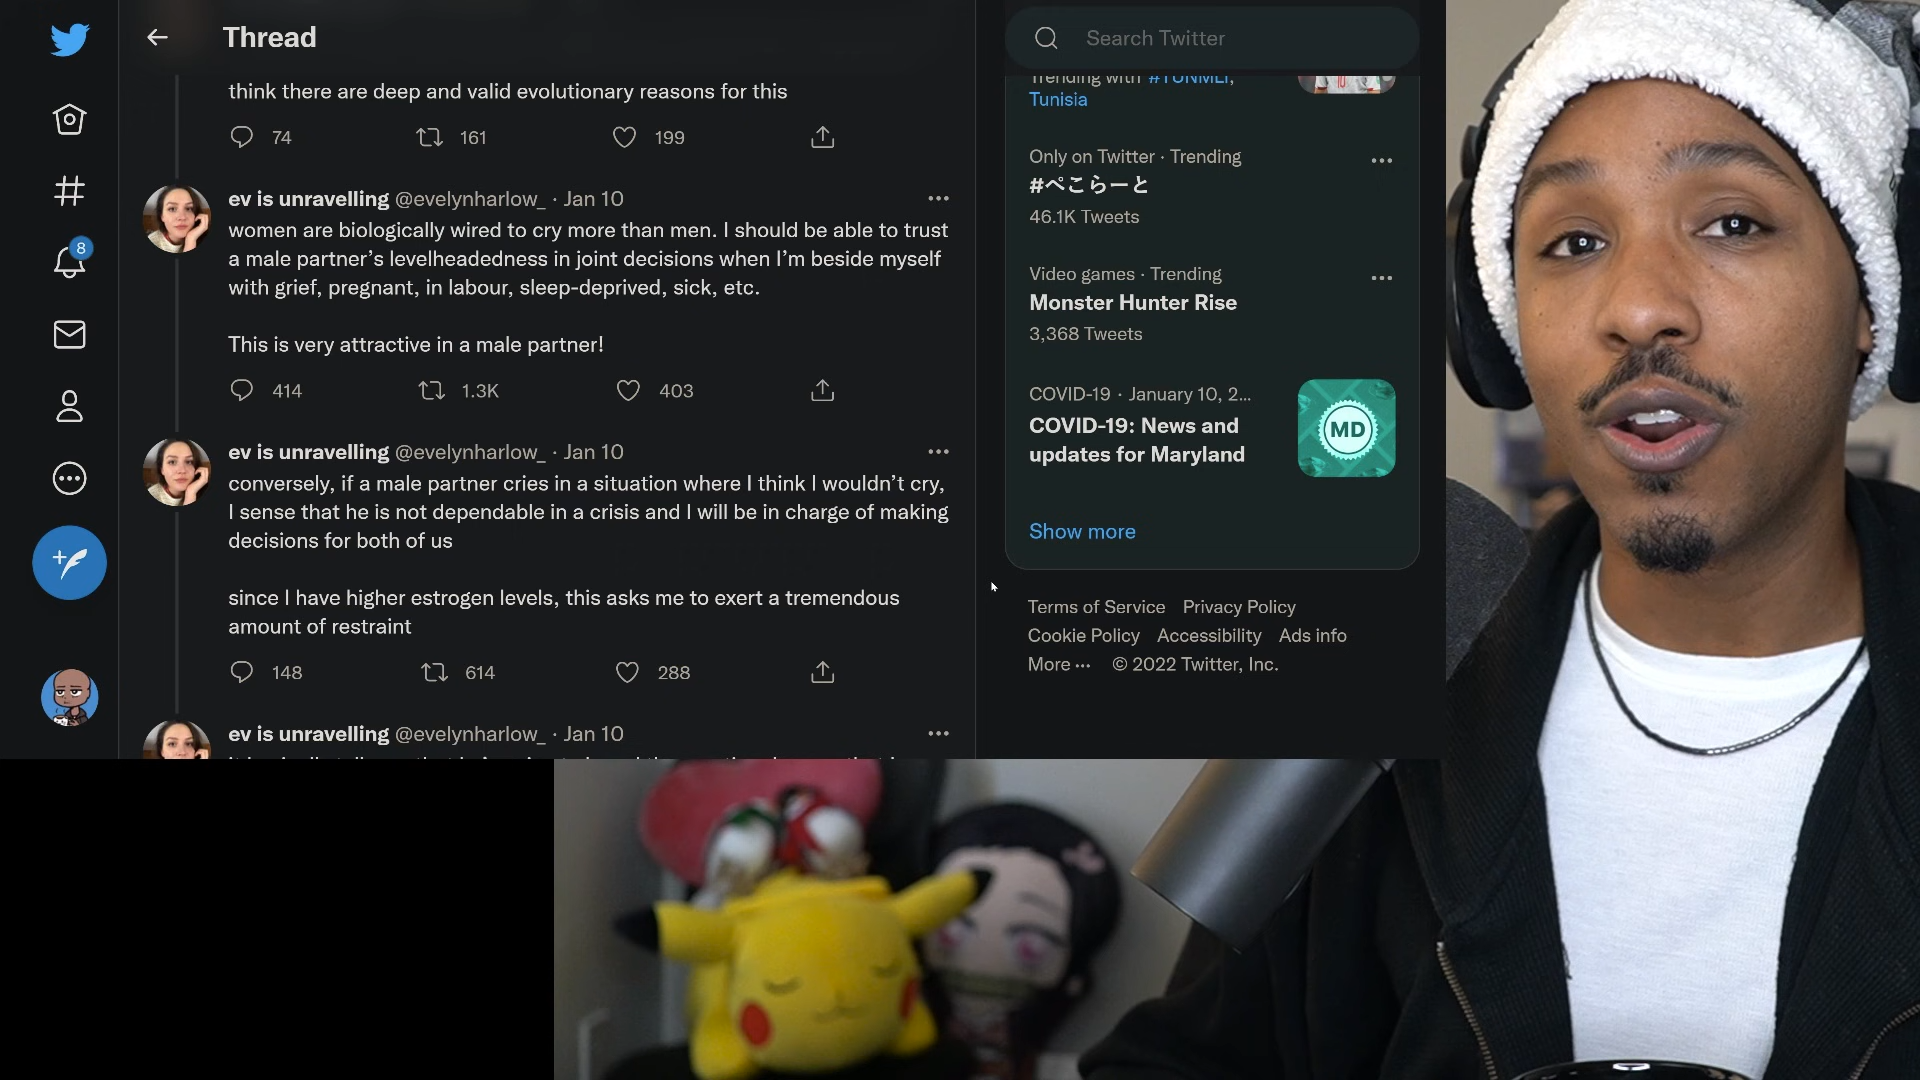 Thread
think there are deep and valid evolutionary reasons for this
74 161 199
ev is unravelling @evelynharlow_ · Jan 10
women are biologically wired to cry more than men. I should be able to trust
a male partner's levelheadedness in joint decisions when I'm beside myself
with grief, pregnant, in labour, sleep-deprived, sick, etc.
This is very attractive in a male partner!
414 1.3K 403
ev is unravelling @evelynharlow_ · Jan 10
conversely, if a male partner cries in a situation where I think I wouldn't cry,
I sense that he is not dependable in a crisis and I will be in charge of making
decisions for both of us
since I have higher estrogen levels, this asks me to exert a tremendous
amount of restraint
148 614 288
ev is unravelling @evelynharlow_ · Jan 10
8
Search Twitter
Trending with #TUNMLI,
Tunisia
Only on Twitter · Trending
#ぺこらーと
46.1K Tweets
Video games · Trending
Monster Hunter Rise
3,368 Tweets
COVID-19 · January 10, 2...
COVID-19: News and
updates for Maryland
MD
Show more
Terms of Service Privacy Policy
Cookie Policy Accessibility Ads info
More ··· © 2022 Twitter, Inc.